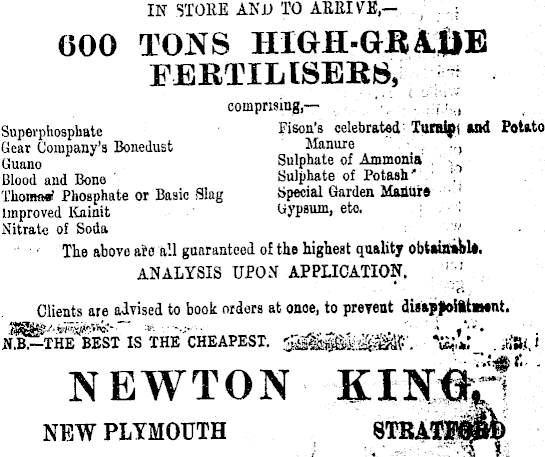 IN STORE AND TO ARRIVE,—
600 TONS HIGH-GRADE
FERTILISERS,
comprising,—
Superphosphate
Gear Company's Bonedust
Guano
Blood and Bone
Thomas' Phosphate or Basic Slag
Improved Kainit
Nitrate of Soda
Fison's celebrated Turnip and Potato
Manure
Sulphate of Ammonia
Sulphate of Potash
Special Garden Manure
Gypsum, etc.
The above are all guaranteed of the highest quality obtainable.
ANALYSIS UPON APPLICATION.
Clients are advised to book orders at once, to prevent disappointment.
N.B.—THE BEST IS THE CHEAPEST.
NEWTON KING,
NEW PLYMOUTH STRATFORD